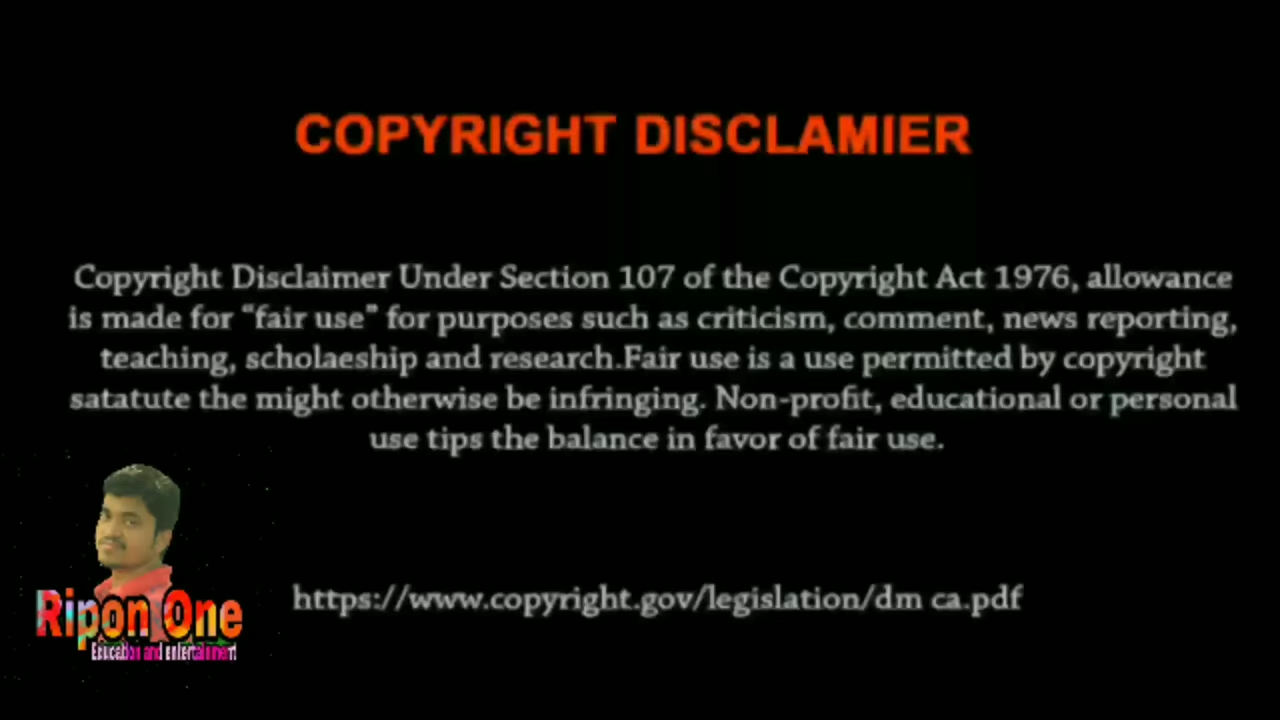 COPYRIGHT DISCLAMIER
Copyright Disclaimer Under Section 107 of the Copyright Act 1976, allowance
is made for “fair use” for purposes such as criticism, comment, news reporting,
teaching, scholaeship and research.Fair use is a use permitted by copyright
satatute the might otherwise be infringing. Non-profit, educational or personal
use tips the balance in favor of fair use.
https://www.copyright.gov/legislation/dm ca.pdf
Ripon One
Education and entertainment